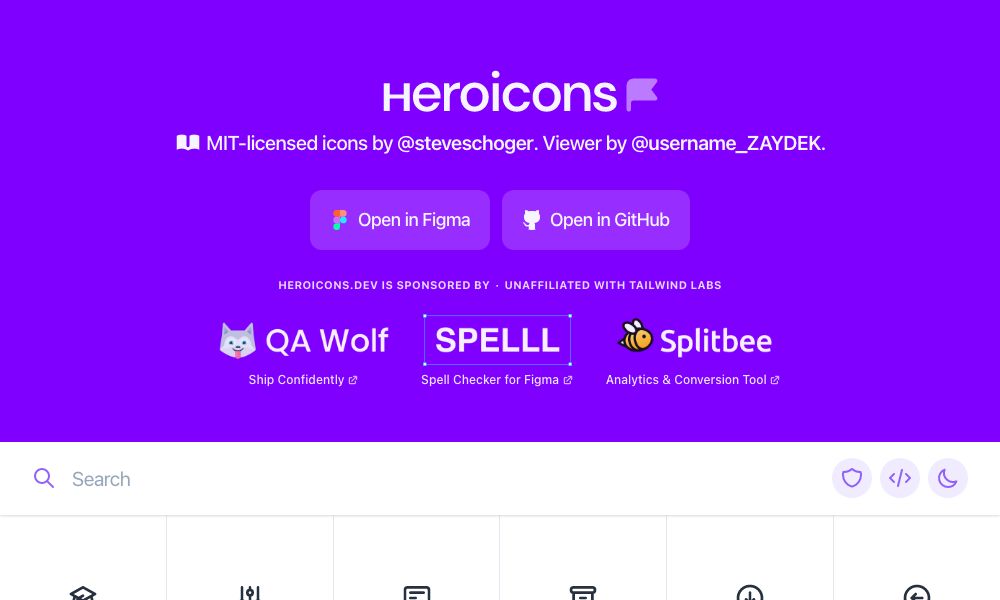 Heroicons
MIT-licensed icons by @steveschoger. Viewer by @username_ZAYDEK.
Open in Figma
Open in GitHub
HEROICONS.DEV IS SPONSORED BY · UNAFFILIATED WITH TAILWIND LABS
QA Wolf
SPELLL
Splitbee
Ship Confidently
Spell Checker for Figma
Analytics & Conversion Tool
Search